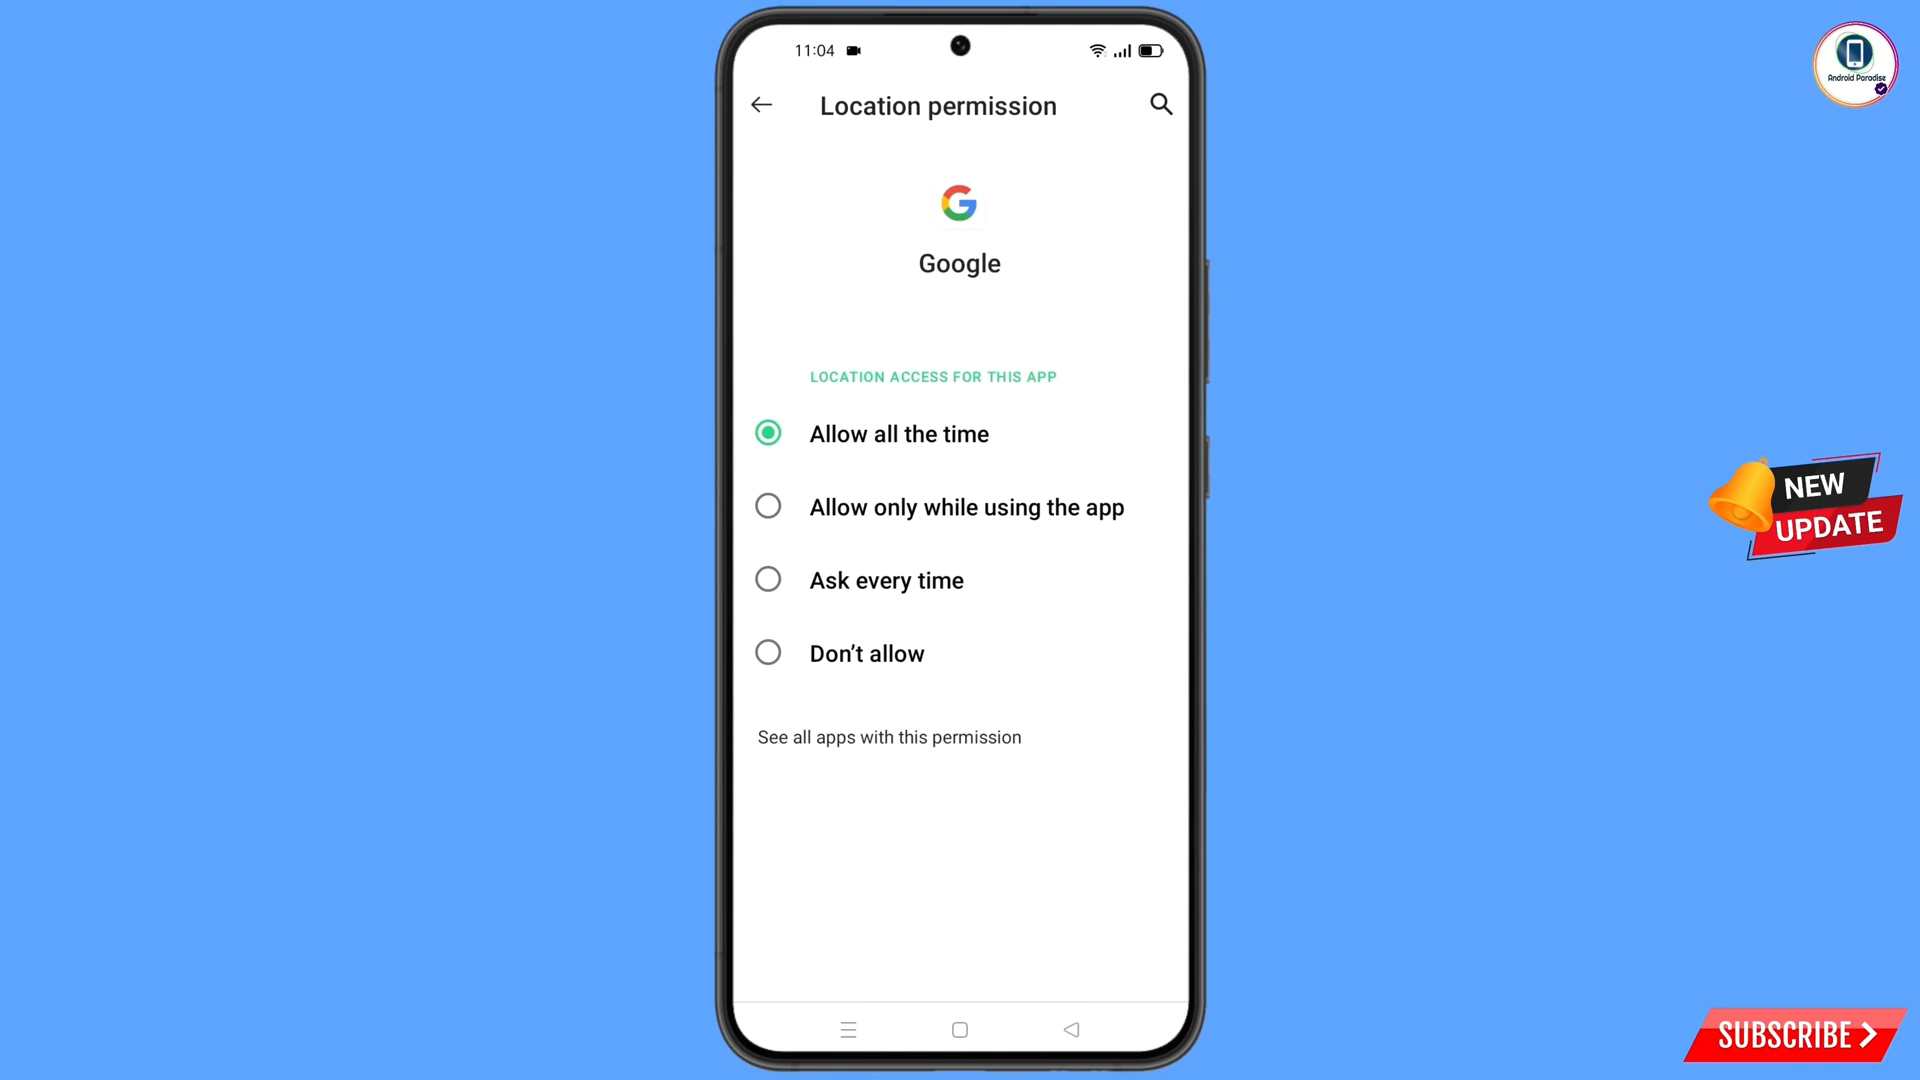 11:04
Location permission
Google
LOCATION ACCESS FOR THIS APP
Allow all the time
Allow only while using the app
Ask every time
Don’t allow
See all apps with this permission
Android Paradise
NEW
UPDATE
SUBSCRIBE